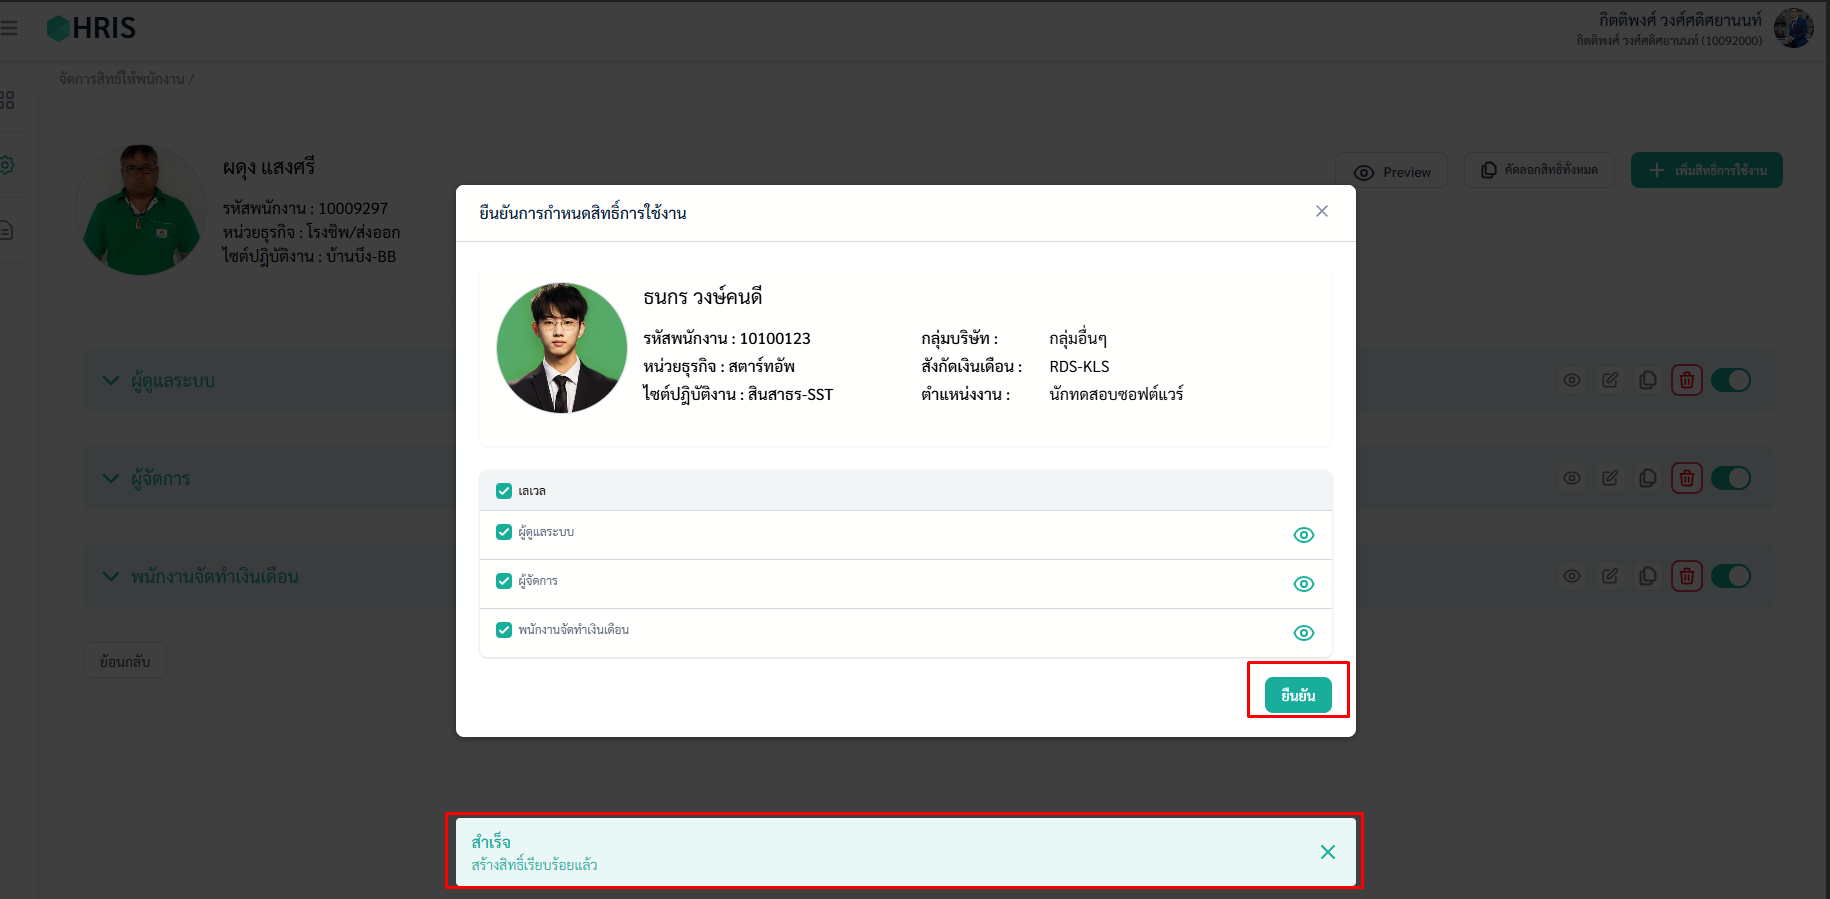 HRIS
กิตติพงศ์ วงศ์ศดิศยานนท์
กิตติพงศ์ วงศ์ศดิศยานนท์ (10092000)
จัดการสิทธิ์ให้พนักงาน /
ผดุง แสงศรี
รหัสพนักงาน : 10009297
หน่วยธุรกิจ : โรงชิพ/ส่งออก
ไซต์ปฎิบัติงาน : บ้านบึง-BB
Preview
คัดลอกสิทธิ์ทั้งหมด
เพิ่มสิทธิ์การใช้งาน
ยืนยันการกำหนดสิทธิ์การใช้งาน
ธนกร วงษ์คนดี
รหัสพนักงาน : 10100123
กลุ่มบริษัท : กลุ่มอื่นๆ
หน่วยธุรกิจ : สตาร์ทอัพ
สังกัดเงินเดือน : RDS-KLS
ไซต์ปฎิบัติงาน : สินสาธร-SST
ตำแหน่งงาน : นักทดสอบซอฟต์แวร์
ผู้ดูแลระบบ
ผู้จัดการ
พนักงานจัดทำเงินเดือน
เลเวล
ผู้ดูแลระบบ
ผู้จัดการ
พนักงานจัดทำเงินเดือน
ย้อนกลับ
ยืนยัน
สำเร็จ
สร้างสิทธิ์เรียบร้อยแล้ว